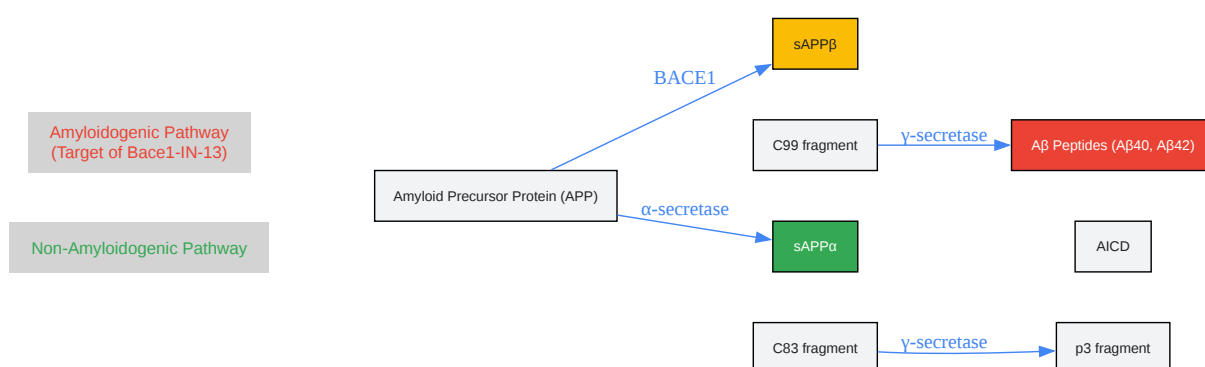 sAPPβ
BACE1
Amyloidogenic Pathway
(Target of Bace1-IN-13)
C99 fragment
γ-secretase
Aβ Peptides (Aβ40, Aβ42)
Amyloid Precursor Protein (APP)
α-secretase
Non-Amyloidogenic Pathway
sAPPα
AICD
C83 fragment
γ-secretase
p3 fragment